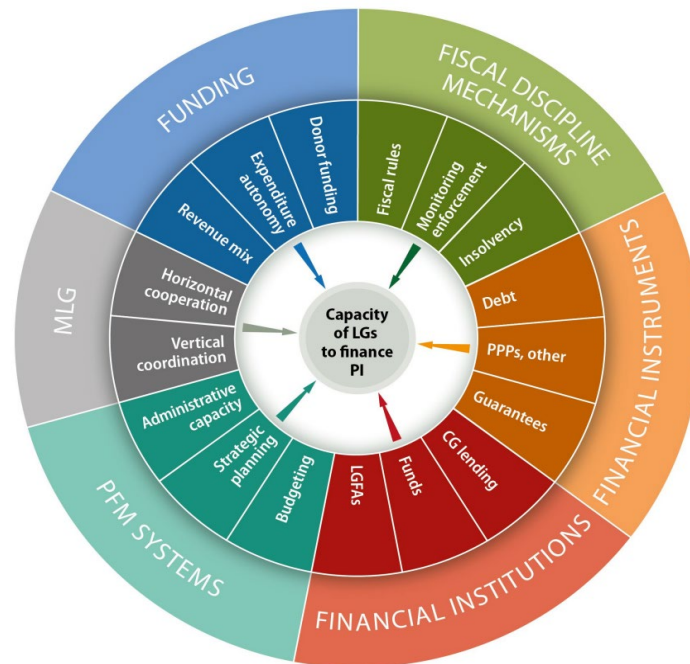 FUNDING
FISCAL DISCIPLINE
MECHANISMS
FINANCIAL INSTRUMENTS
FINANCIAL INSTITUTIONS
PFM SYSTEMS
MLG
Donor funding
Expenditure
autonomy
Revenue mix
Fiscal rules
Monitoring
enforcement
Insolvency
Debt
PPPs, other
Guarantees
CG lending
Funds
LGFAs
Budgeting
Strategic
planning
Administrative
capacity
Vertical
coordination
Horizontal
cooperation
Capacity
of LGs
to finance
PI